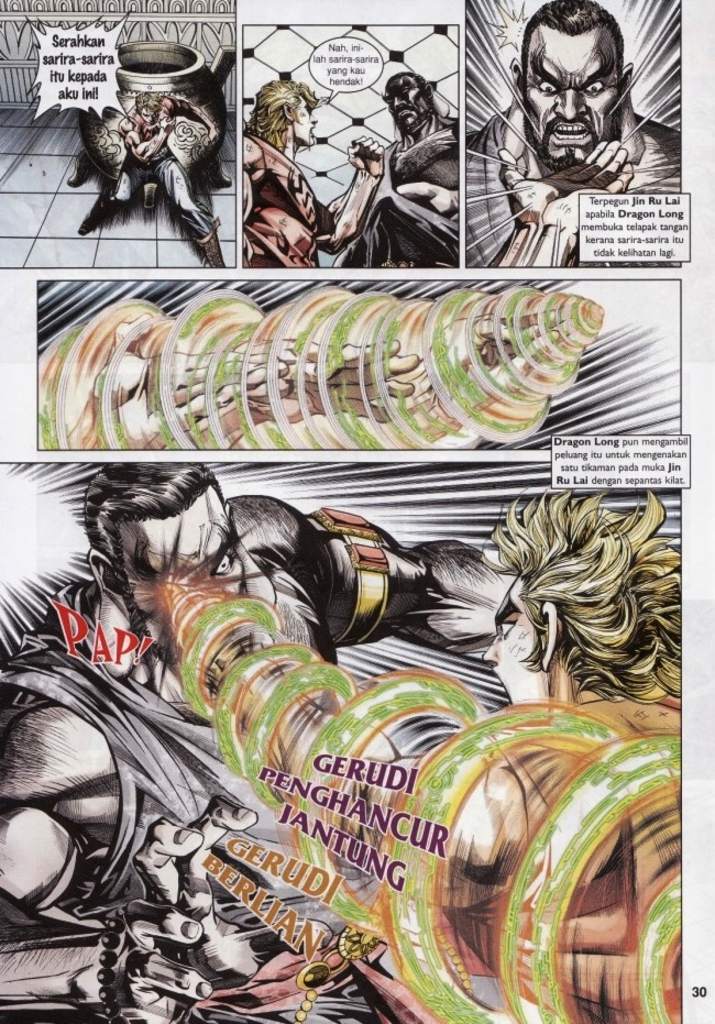 Serahkan
sarira-sarira
itu kepada
aku ini!
Nah, ini-
lah sarira-sarira
yang kau
hendak!
Terpegun Jin Ru Lai
apabila Dragon Long
membuka telapak tangan
kerana sarira-sarira itu
tidak kelihatan lagi.
Dragon Long pun mengambil
peluang itu untuk mengenakan
satu tikaman pada muka Jin
Ru Lai dengan sepantas kilat.
PAP!
GERUDI
PENGHANCUR
JANTUNG
GERUDI
BERLIAN
30